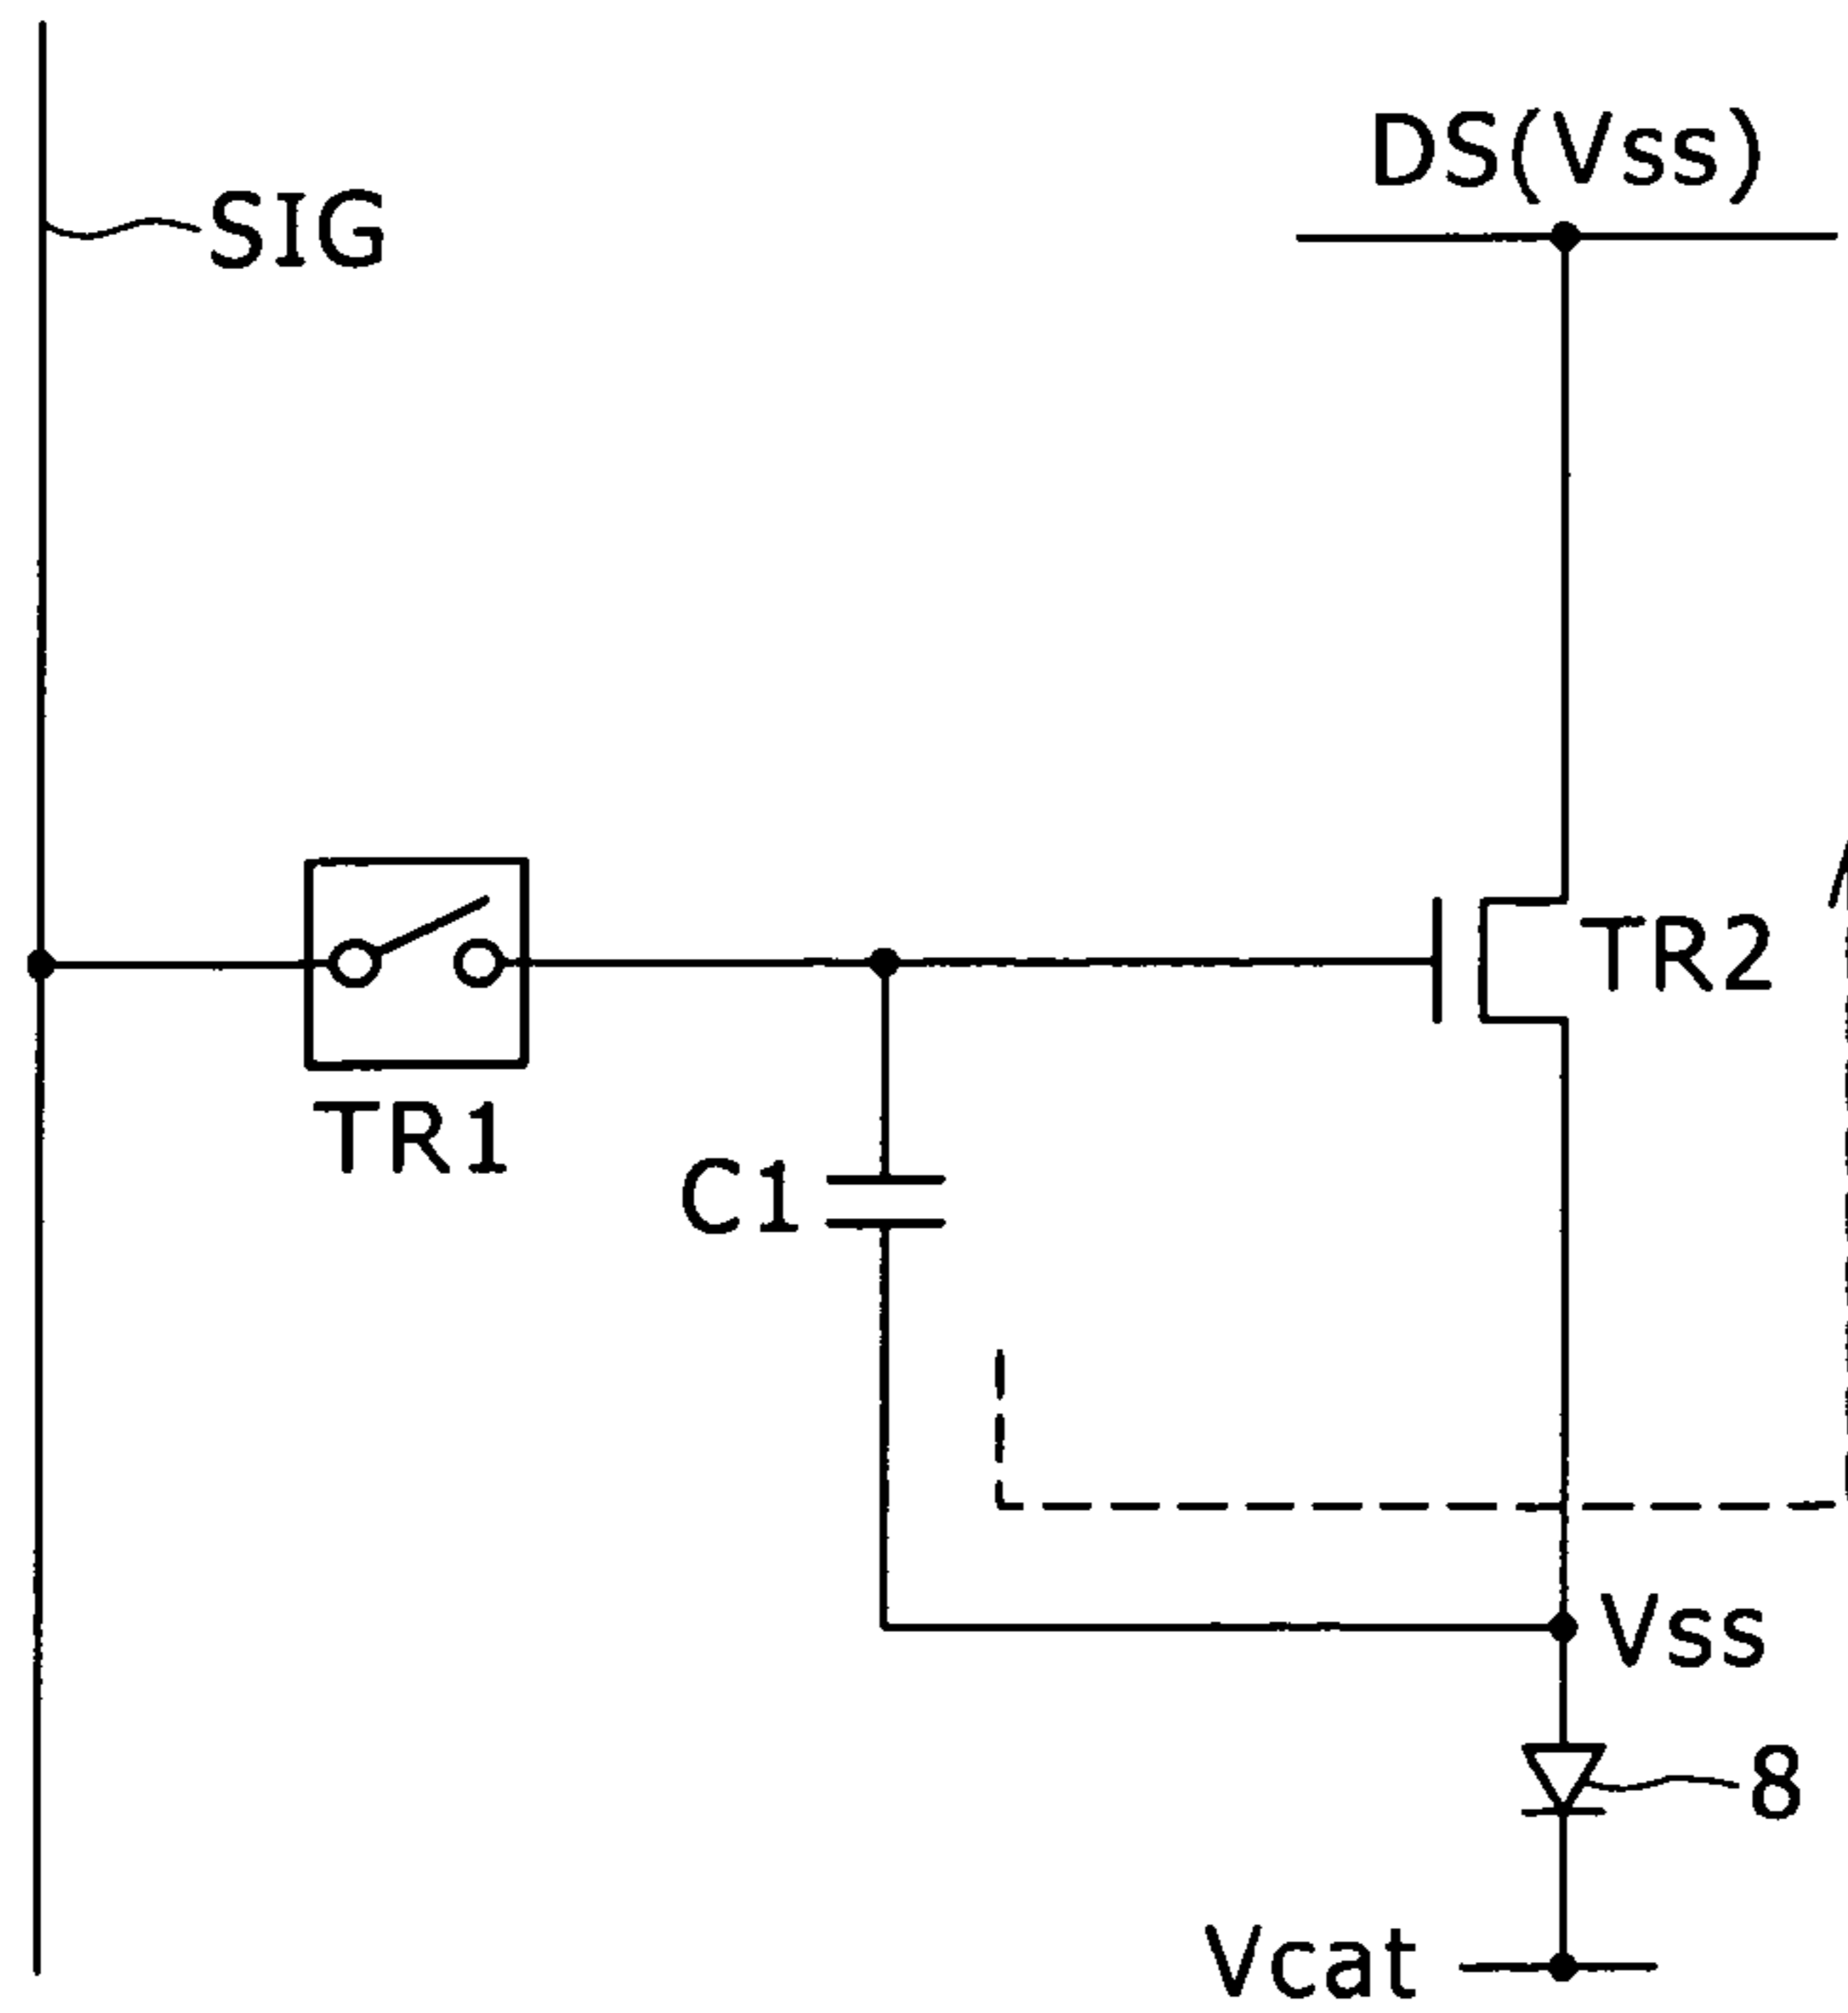 DS(Vss)
SIG
TR2
TR1
C1
Vss
8
Vcat